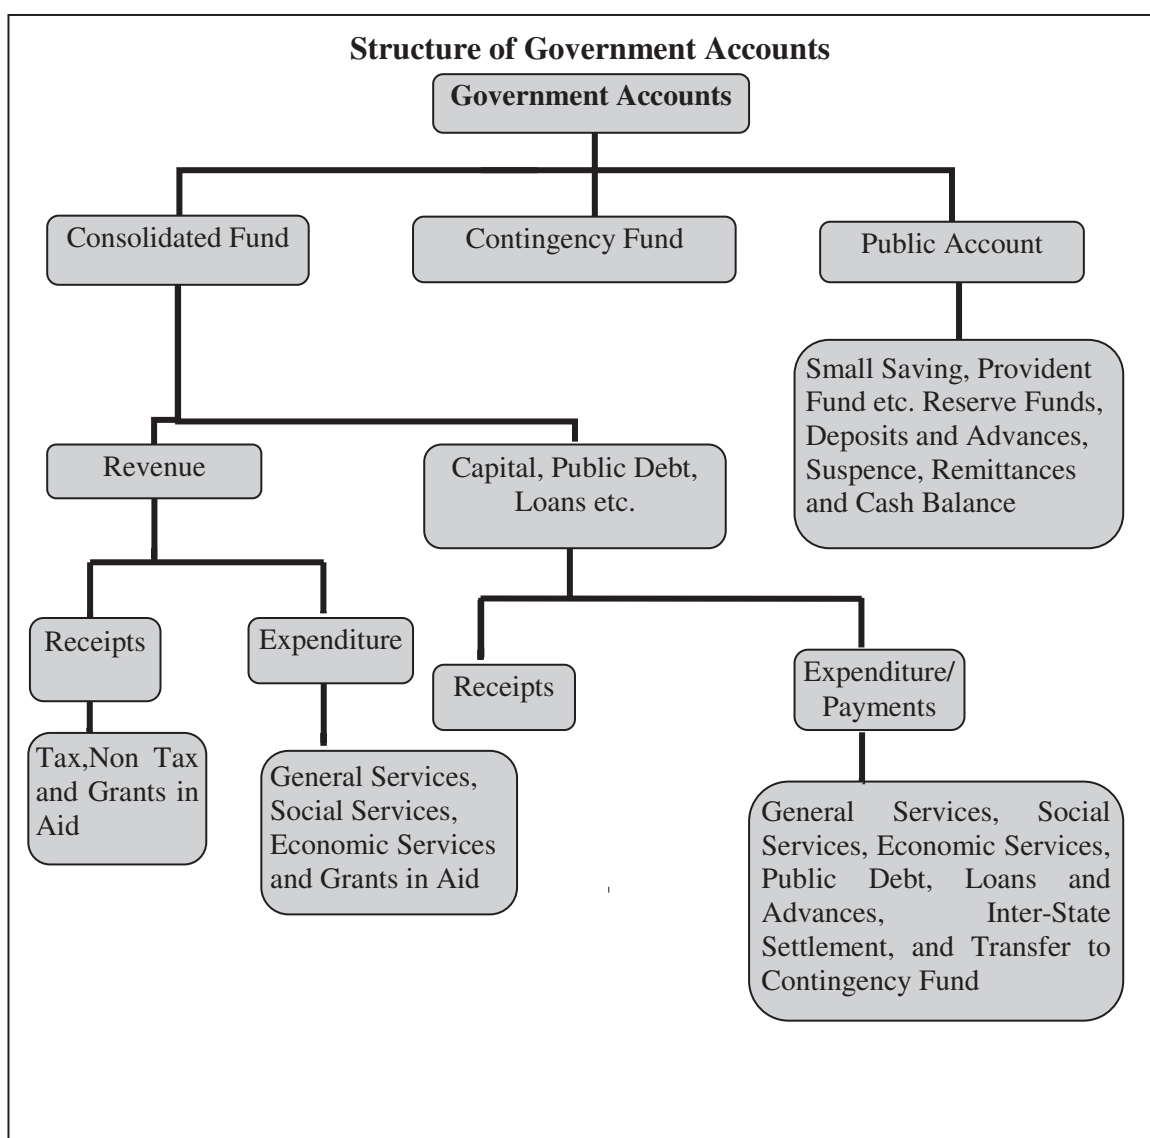 Structure of Government Accounts
Government Accounts
Consolidated Fund
Contingency Fund
Public Account
Small Saving, Provident
Fund etc. Reserve Funds,
Deposits and Advances,
Suspence, Remittances
and Cash Balance
Revenue
Capital, Public Debt,
Loans etc.
Receipts
Expenditure
Receipts
Expenditure/
Payments
Tax,Non Tax
and Grants in
Aid
General Services,
Social Services,
Economic Services
and Grants in Aid
General Services, Social
Services, Economic Services,
Public Debt, Loans and
Advances, Inter-State
Settlement, and Transfer to
Contingency Fund